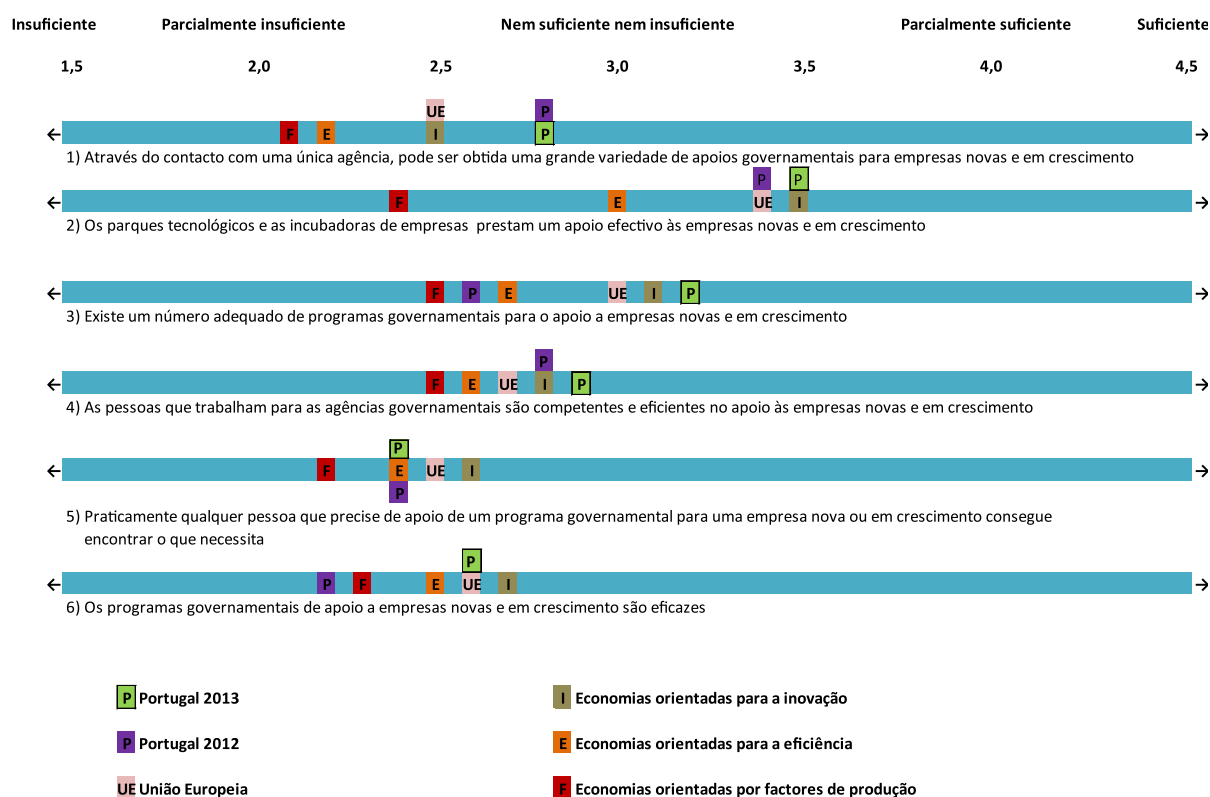 Insuficiente Parcialmente insuficiente Nem suficiente nem insuficiente Parcialmente suficiente Suficiente
1,5 2,0 2,5 3,0 3,5 4,0 4,5
UE P
← F E I P →
1) Através do contacto com uma única agência, pode ser obtida uma grande variedade de apoios governamentais para empresas novas e em crescimento
P P
← F E UE I →
2) Os parques tecnológicos e as incubadoras de empresas prestam um apoio efectivo às empresas novas e em crescimento
← F P E UE I P →
3) Existe um número adequado de programas governamentais para o apoio a empresas novas e em crescimento
P
← F E UE I P →
4) As pessoas que trabalham para as agências governamentais são competentes e eficientes no apoio às empresas novas e em crescimento
P
← F E UE I →
P
5) Praticamente qualquer pessoa que precise de apoio de um programa governamental para uma empresa nova ou em crescimento consegue
encontrar o que necessita
P
← P F E UE I →
6) Os programas governamentais de apoio a empresas novas e em crescimento são eficazes
P Portugal 2013 I Economias orientadas para a inovação
P Portugal 2012 E Economias orientadas para a eficiência
UE União Europeia F Economias orientadas por factores de produção